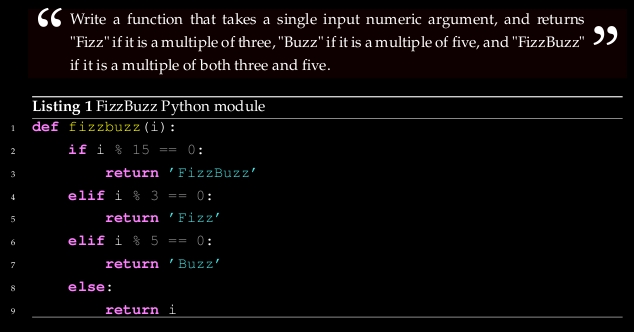 “ Write a function that takes a single input numeric argument, and returns
"Fizz" if it is a multiple of three, "Buzz" if it is a multiple of five, and "FizzBuzz" ”
if it is a multiple of both three and five.
Listing 1 FizzBuzz Python module
1 def fizzbuzz(i):
2     if i % 15 == 0:
3         return 'FizzBuzz'
4     elif i % 3 == 0:
5         return 'Fizz'
6     elif i % 5 == 0:
7         return 'Buzz'
8     else:
9         return i